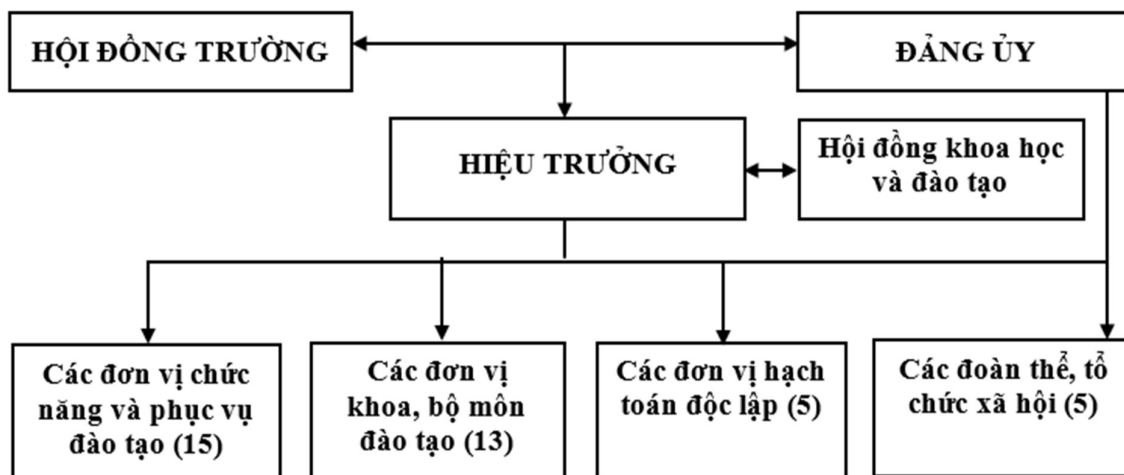 HỘI ĐỒNG TRƯỜNG
ĐẢNG ỦY
HIỆU TRƯỞNG
Hội đồng khoa học
và đào tạo
Các đơn vị chức
năng và phục vụ
đào tạo (15)
Các đơn vị
khoa, bộ môn
đào tạo (13)
Các đơn vị hạch
toán độc lập (5)
Các đoàn thể, tổ
chức xã hội (5)